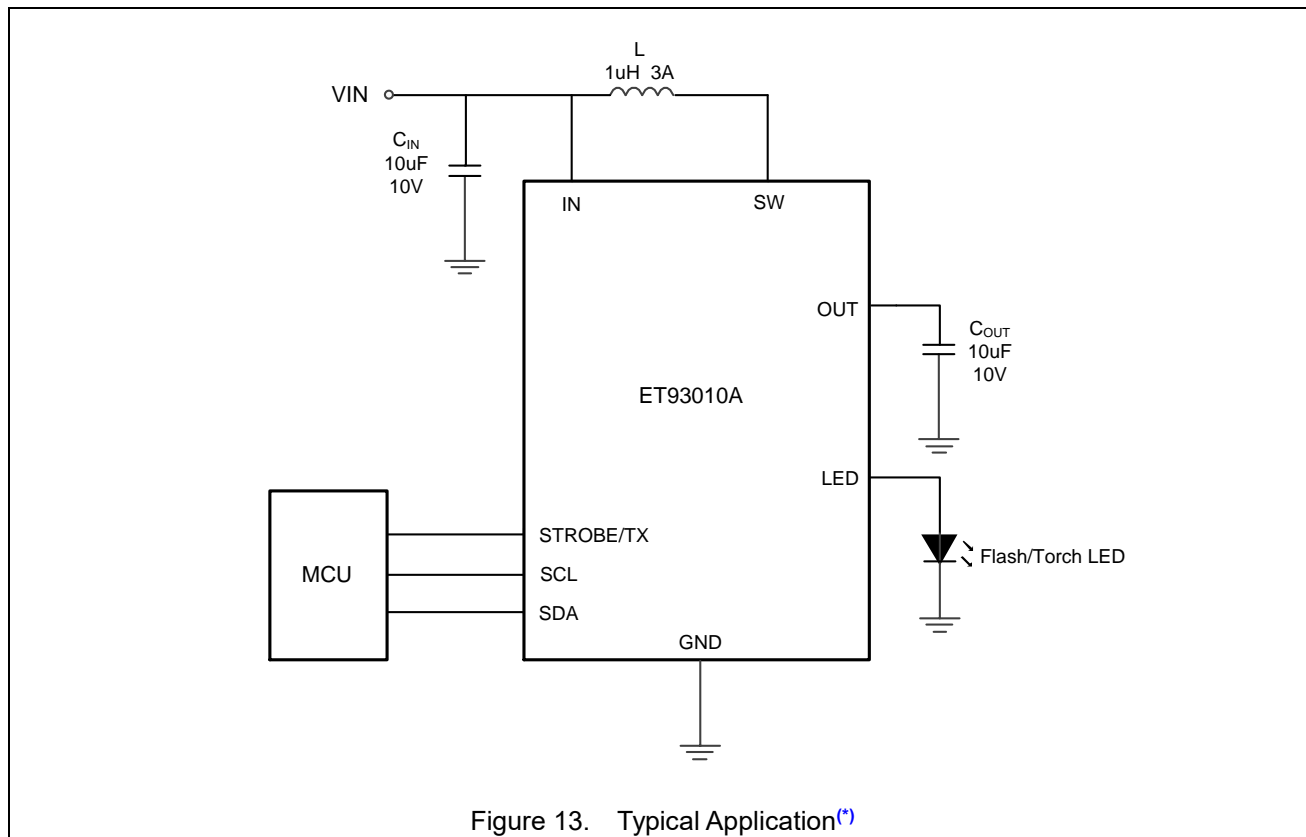 L
1uH 3A
VIN
CIN
10uF
10V
IN
SW
OUT
COUT
10uF
10V
ET93010A
LED
Flash/Torch LED
STROBE/TX
MCU
SCL
SDA
GND
Figure 13. Typical Application(*)